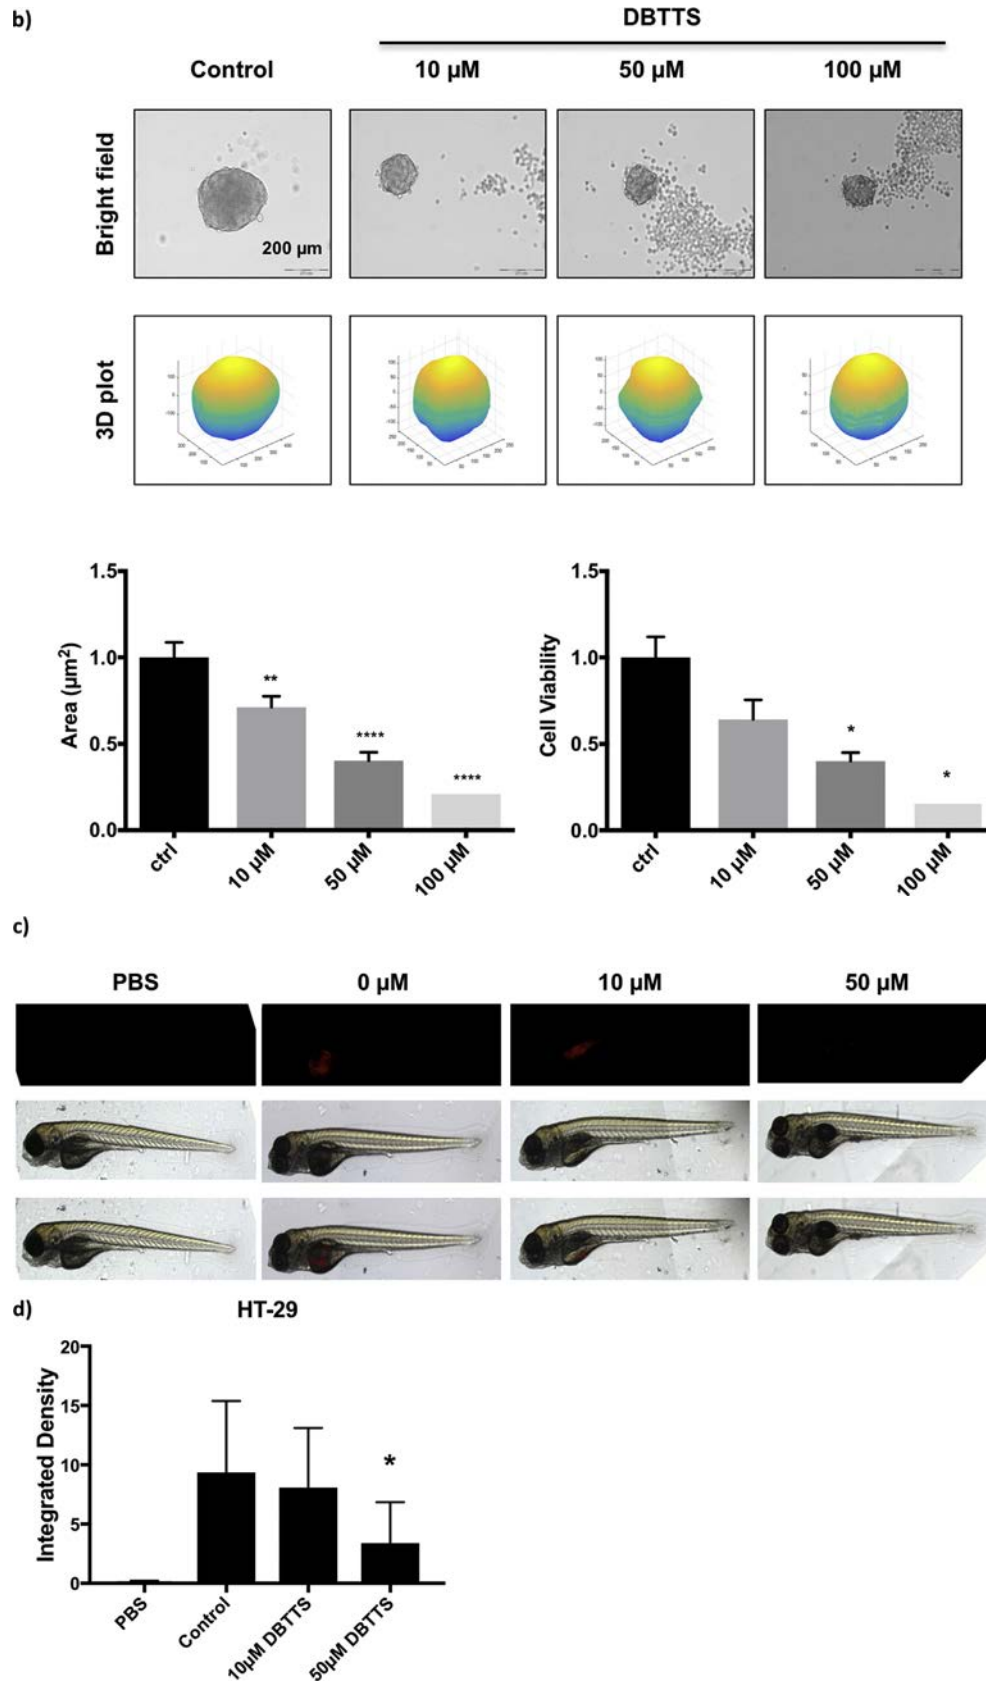 b)
DBTTS
Control 10 µM 50 µM 100 µM
Bright field
200 µm
3D plot
1.5
1.0
0.5
0.0
Area (µm²)
**
****
****
ctrl
10 µM
50 µM
100 µM
1.5
1.0
0.5
0.0
Cell Viability
*
*
ctrl
10 µM
50 µM
100 µM
c)
PBS 0 µM 10 µM 50 µM
d)
HT-29
20
15
10
5
0
Integrated Density
*
PBS
Control
10µM DBTTS
50µM DBTTS